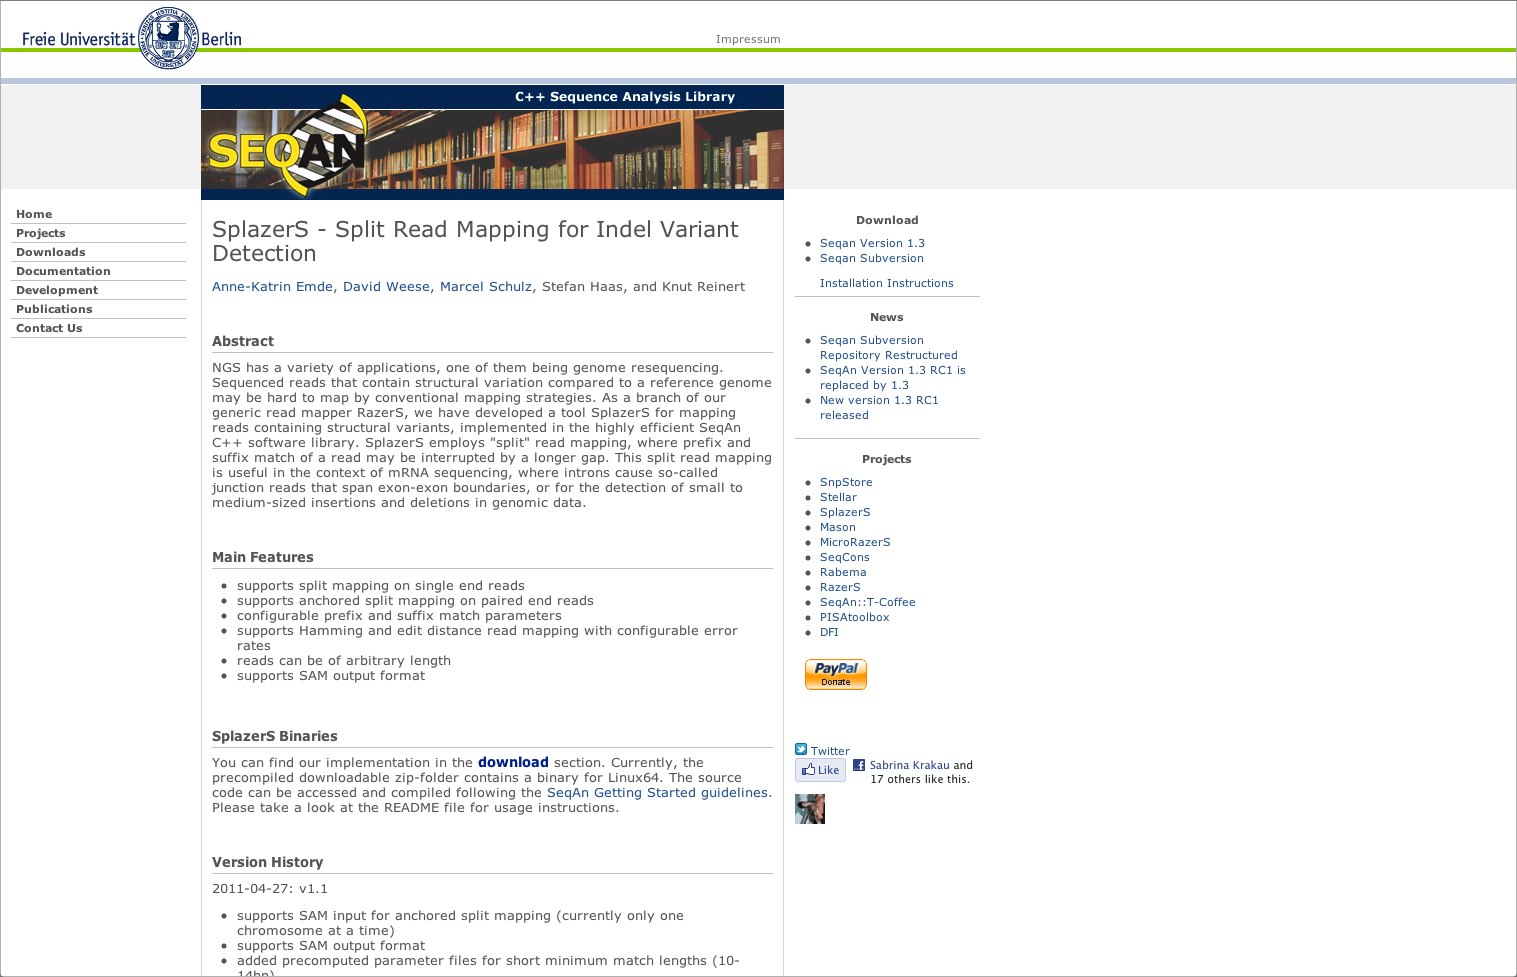 Freie Universität Berlin
Impressum
C++ Sequence Analysis Library
SEQAN
Home
Projects
Downloads
Documentation
Development
Publications
Contact Us
SplazerS - Split Read Mapping for Indel Variant
Detection
Anne-Katrin Emde, David Weese, Marcel Schulz, Stefan Haas, and Knut Reinert
Abstract
NGS has a variety of applications, one of them being genome resequencing.
Sequenced reads that contain structural variation compared to a reference genome
may be hard to map by conventional mapping strategies. As a branch of our
generic read mapper RazerS, we have developed a tool SplazerS for mapping
reads containing structural variants, implemented in the highly efficient SeqAn
C++ software library. SplazerS employs "split" read mapping, where prefix and
suffix match of a read may be interrupted by a longer gap. This split read mapping
is useful in the context of mRNA sequencing, where introns cause so-called
junction reads that span exon-exon boundaries, or for the detection of small to
medium-sized insertions and deletions in genomic data.
Main Features
supports split mapping on single end reads
supports anchored split mapping on paired end reads
configurable prefix and suffix match parameters
supports Hamming and edit distance read mapping with configurable error
rates
reads can be of arbitrary length
supports SAM output format
SplazerS Binaries
You can find our implementation in the download section. Currently, the
precompiled downloadable zip-folder contains a binary for Linux64. The source
code can be accessed and compiled following the SeqAn Getting Started guidelines.
Please take a look at the README file for usage instructions.
Version History
2011-04-27: v1.1
supports SAM input for anchored split mapping (currently only one
chromosome at a time)
supports SAM output format
added precomputed parameter files for short minimum match lengths (10-
14bp)
Download
Seqan Version 1.3
Seqan Subversion
Installation Instructions
News
Seqan Subversion
Repository Restructured
SeqAn Version 1.3 RC1 is
replaced by 1.3
New version 1.3 RC1
released
Projects
SnpStore
Stellar
SplazerS
Mason
MicroRazerS
SeqCons
Rabema
RazerS
SeqAn::T-Coffee
PISAtoolbox
DFI
PayPal
Donate
Twitter
Like
Sabrina Krakau and
17 others like this.